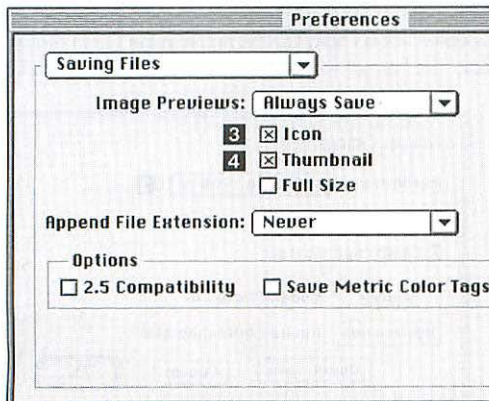 Preferences
Saving Files
Image Previews: Always Save
3 Icon
4 Thumbnail
Full Size
Append File Extension: Never
Options
2.5 Compatibility Save Metric Color Tags